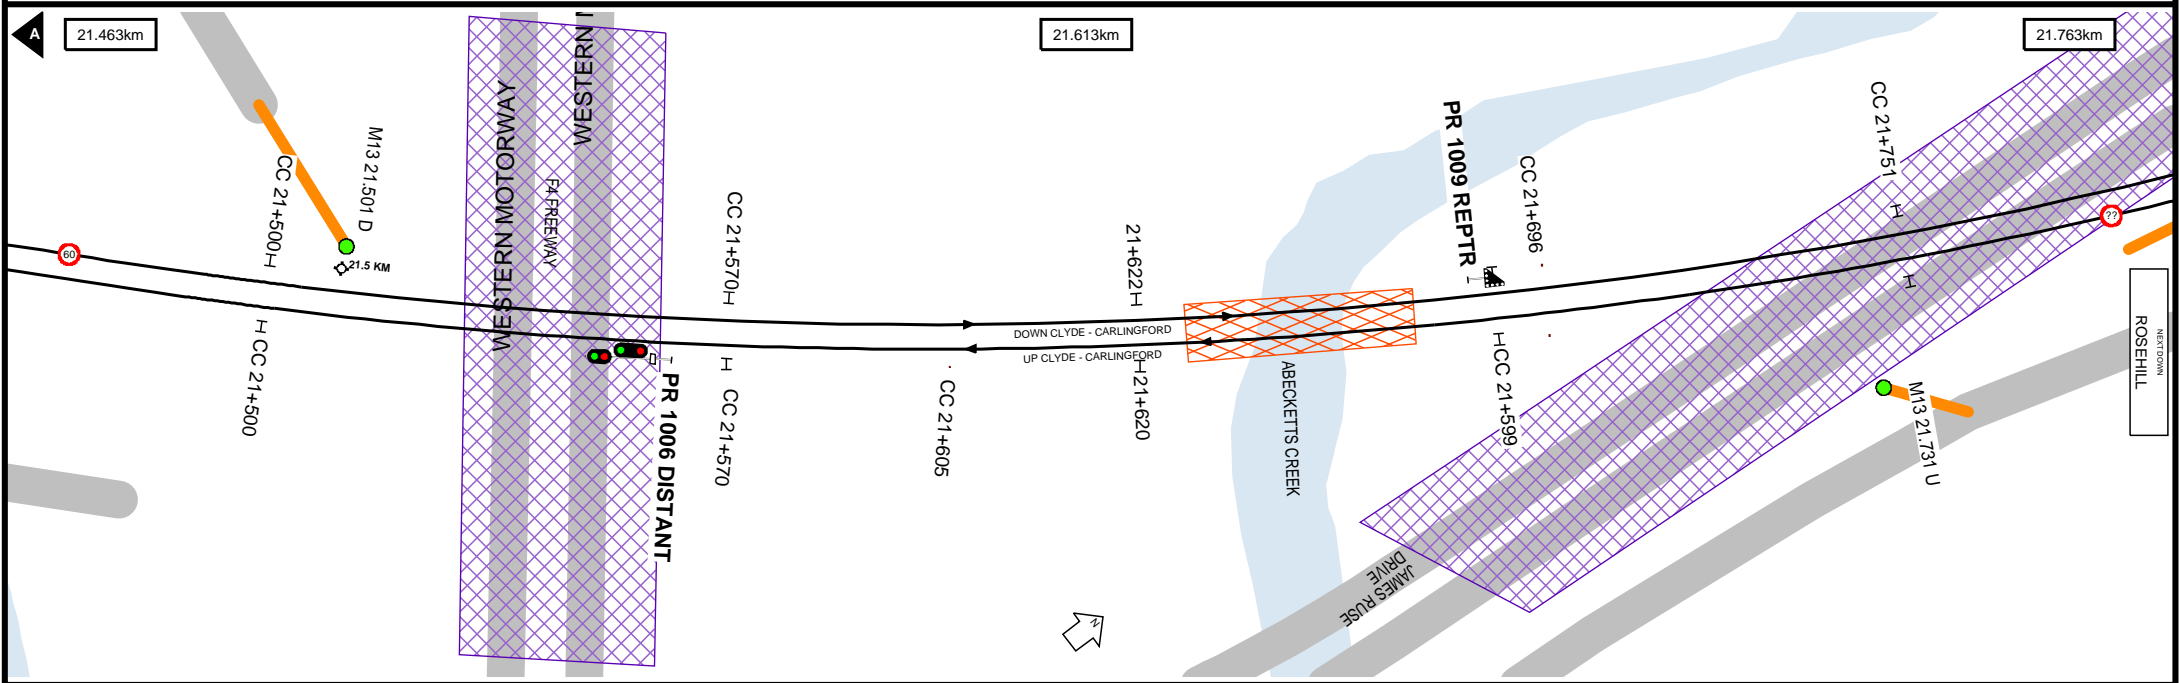 A
21.463km
21.613km
21.763km
M13 21.501 D
CC 21+500
21.5 KM
60
CC 21+500
WESTERN MOTORWAY
F4 FREEWAY
WESTERN
CC 21+570
PR 1006 DISTANT
CC 21+570
CC 21+605
DOWN CLYDE - CARLINGFORD
UP CLYDE - CARLINGFORD
21+622
21+620
ABECKETTS CREEK
PR 1009 REPTR
CC 21+696
CC 21+599
CC 21+751
??
M13 21.731 U
JAMES RUSE
DRIVE
N
NEXT DOWN
ROSEHILL